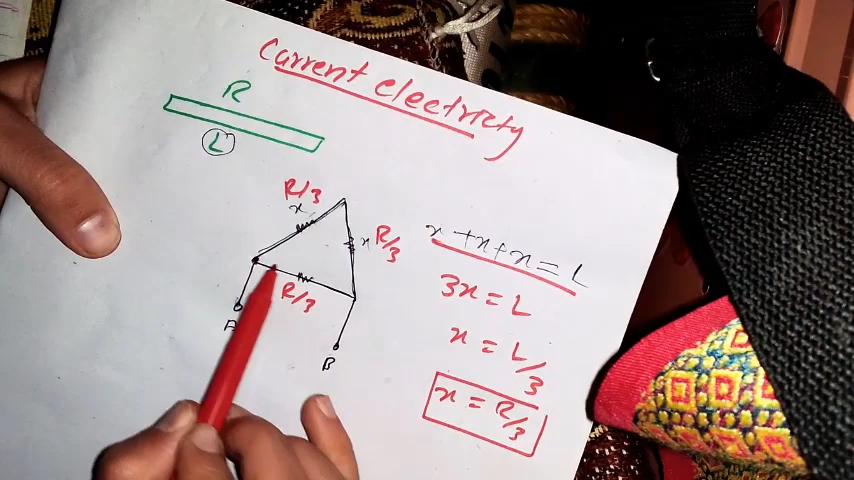 Current electricity
R
L
R/3
x
x R/3
R/3
A
B
x + x + x = L
3x = L
x = L/3
x = R/3